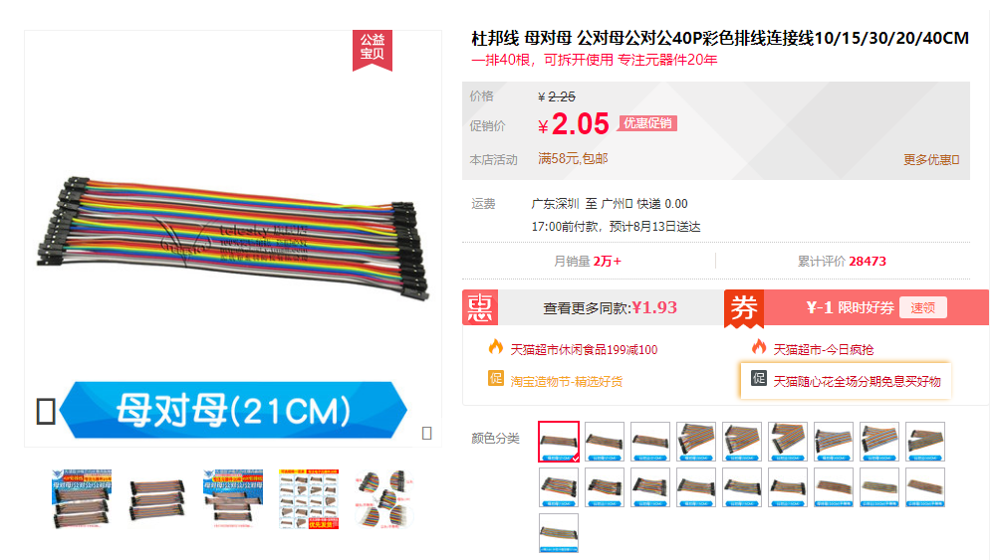 公益
宝贝
杜邦线 母对母 公对母公对公40P彩色排线连接线10/15/30/20/40CM
一排40根，可拆开使用 专注元器件20年
价格
¥ 2.25
促销价
¥ 2.05 优惠促销
本店活动
满58元,包邮
更多优惠
运费
广东深圳 至 广州 快递 0.00
17:00前付款，预计8月13日送达
月销量 2万+
累计评价 28473
惠
查看更多同款:¥1.93
券
¥-1 限时好券 速领
天猫超市休闲食品199减100
天猫超市-今日疯抢
促 淘宝造物节-精选好货
促 天猫随心花全场分期免息买好物
telesky
母对母(21CM)
颜色分类
优先发货